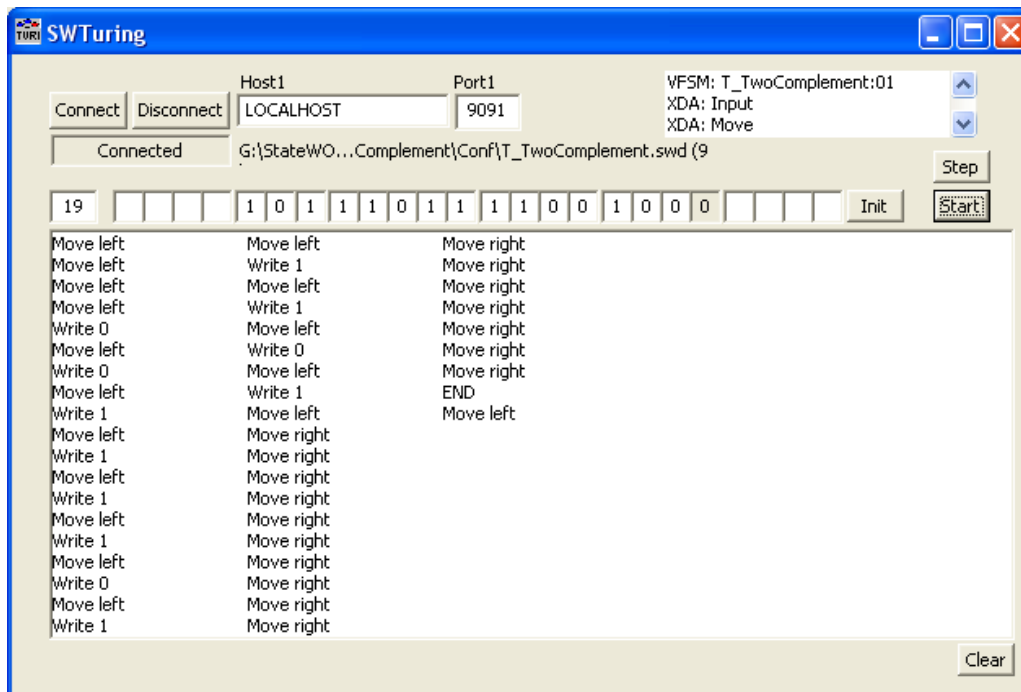 TURI SWTuring
Host1 Port1 VFSM: T_TwoComplement:01
Connect Disconnect LOCALHOST 9091 XDA: Input
XDA: Move
Connected G:\StateWO...Complement\Conf\T_TwoComplement.swd (9
Step
19 1 0 1 1 1 0 1 1 1 1 0 0 1 0 0 0 Init Start
Move left Move left Move right
Move left Write 1 Move right
Move left Move left Move right
Move left Write 1 Move right
Write 0 Move left Move right
Move left Write 0 Move right
Write 0 Move left Move right
Move left Write 1 END
Write 1 Move left Move left
Move left Move right
Write 1 Move right
Move left Move right
Write 1 Move right
Move left Move right
Write 1 Move right
Move left Move right
Write 0 Move right
Move left Move right
Write 1 Move right
Clear